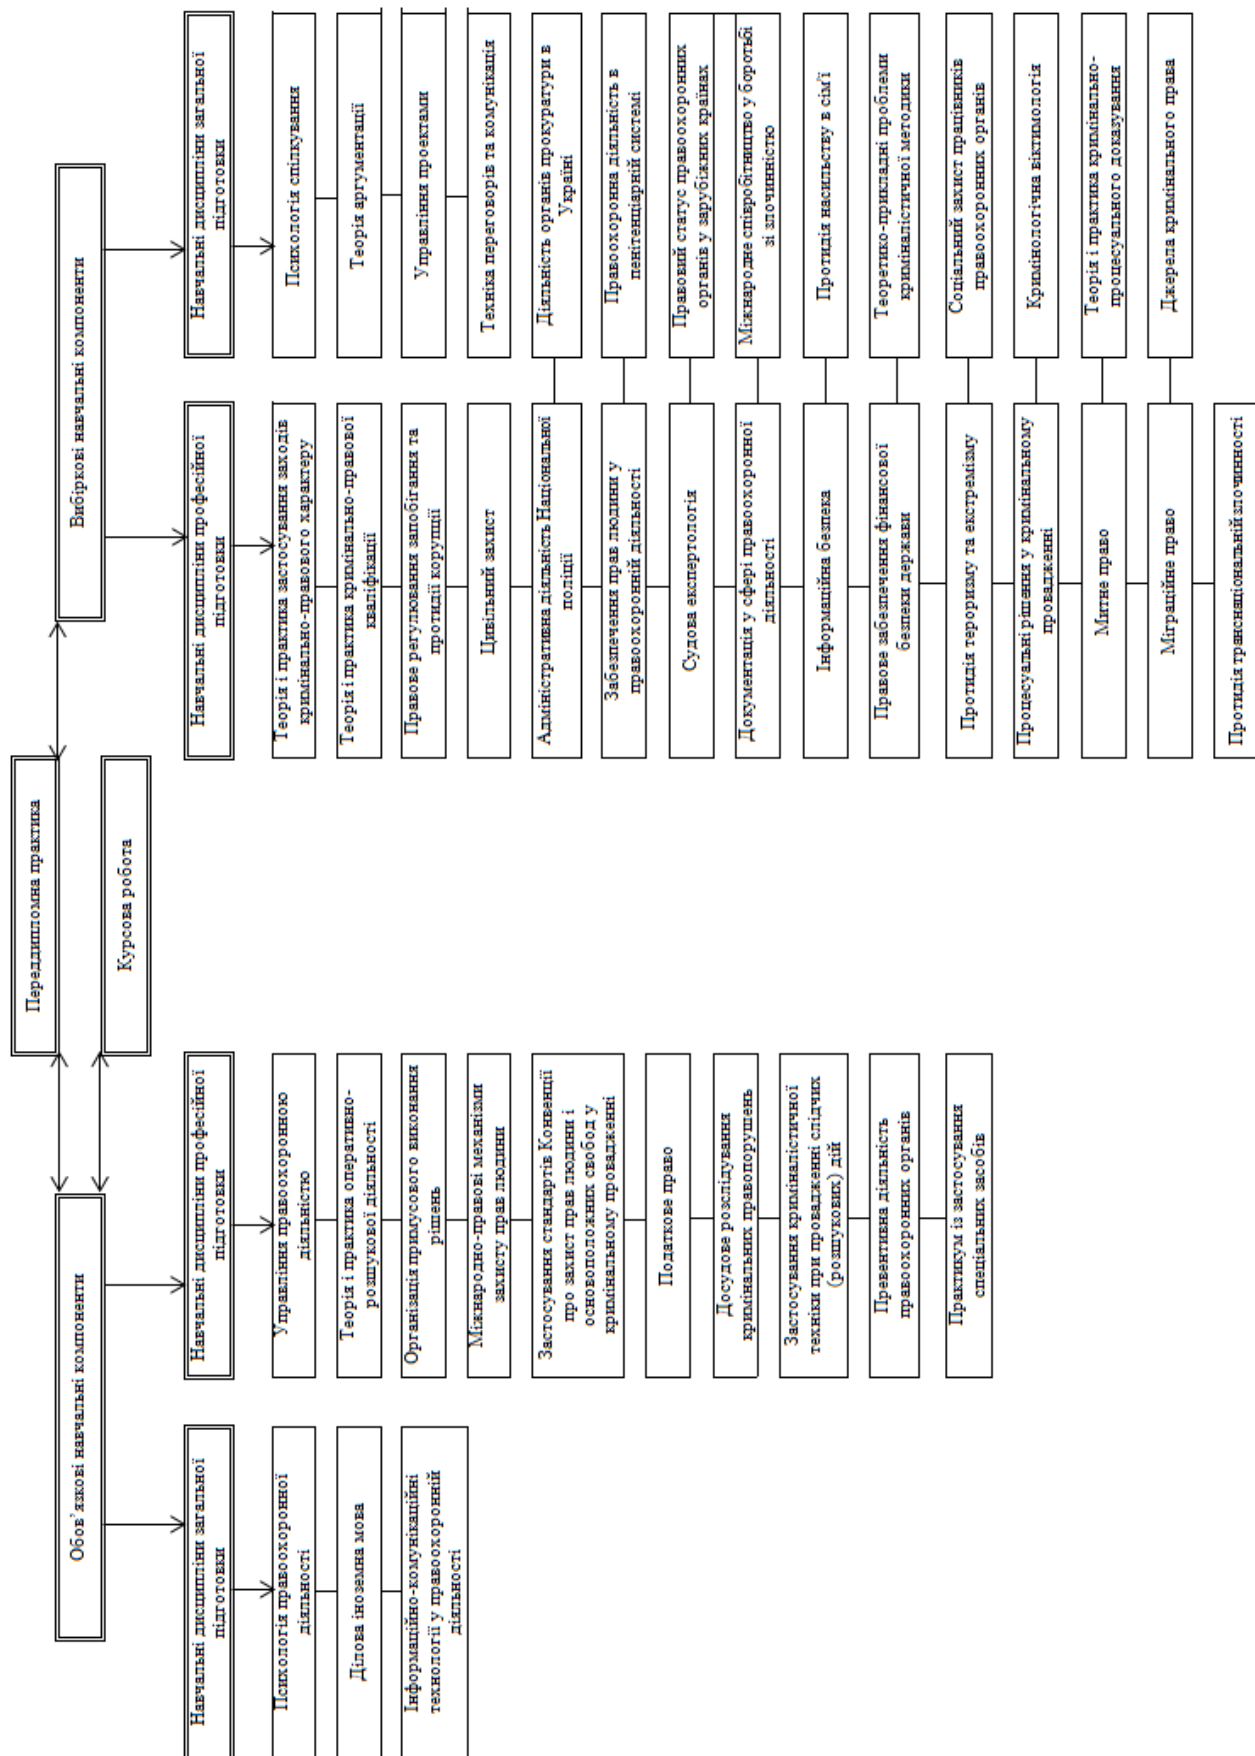 Переддипломна практика
Курсова робота
Обов’язкові навчальні компоненти
Вибіркові навчальні компоненти
Навчальні дисципліни загальної
підготовки
Психологія правоохоронної
діяльності
Ділова іноземна мова
Інформаційно-комунікаційні
технології у правоохоронній
діяльності
Навчальні дисципліни професійної
підготовки
Управління правоохоронною
діяльністю
Теорія і практика оперативно-
розшукової діяльності
Організація примусового виконання
рішень
Міжнародно-правові механізми
захисту прав людини
Застосування стандартів Конвенції
про захист прав людини і
основоположних свобод у
кримінальному провадженні
Податкове право
Досудове розслідування
кримінальних правопорушень
Застосування криміналістичної
техніки при провадженні слідчих
(розшукових) дій
Превентивна діяльність
правоохоронних органів
Практикум із застосування
спеціальних засобів
Навчальні дисципліни професійної
підготовки
Теорія і практика застосування заходів
кримінально-правового характеру
Теорія і практика кримінально-правової
кваліфікації
Правове регулювання запобігання та
протидії корупції
Цивільний захист
Адміністративна діяльність Національної
поліції
Забезпечення прав людини у
правоохоронній діяльності
Судова експертологія
Документація у сфері правоохоронної
діяльності
Інформаційна безпека
Правове забезпечення фінансової
безпеки держави
Протидія тероризму та екстремізму
Процесуальні рішення у кримінальному
провадженні
Митне право
Міграційне право
Протидія транснаціональній злочинності
Навчальні дисципліни загальної
підготовки
Психологія спілкування
Теорія аргументації
Управління проектами
Техніка переговорів та комунікація
Діяльність органів прокуратури в
Україні
Правоохоронна діяльність в
пенітенціарній системі
Правовий статус правоохоронних
органів у зарубіжних країнах
Міжнародне співробітництво у боротьбі
зі злочинністю
Протидія насильству в сім'ї
Теоретико-прикладні проблеми
криміналістичної методики
Соціальний захист працівників
правоохоронних органів
Кримінологічна віктимологія
Теорія і практика кримінально-
процесуального доказування
Джерела кримінального права